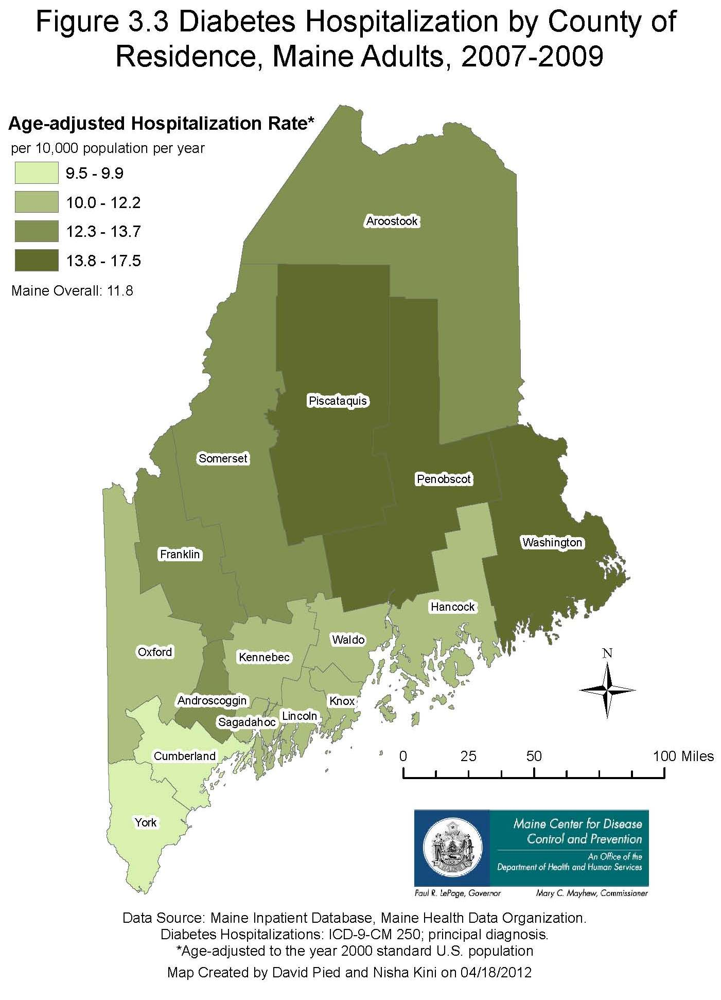 Figure 3.3 Diabetes Hospitalization by County of
Residence, Maine Adults, 2007-2009
Age-adjusted Hospitalization Rate*
per 10,000 population per year
9.5 - 9.9
10.0 - 12.2
12.3 - 13.7
13.8 - 17.5
Maine Overall: 11.8
Aroostook
Piscataquis
Somerset
Penobscot
Washington
Franklin
Hancock
Waldo
Oxford
Kennebec
Androscoggin
Knox
Lincoln
Sagadahoc
Cumberland
York
N
0 25 50 100 Miles
Maine Center for Disease
Control and Prevention
An Office of the
Department of Health and Human Services
Paul R. LePage, Governor Mary C. Mayhew, Commissioner
Data Source: Maine Inpatient Database, Maine Health Data Organization.
Diabetes Hospitalizations: ICD-9-CM 250; principal diagnosis.
*Age-adjusted to the year 2000 standard U.S. population
Map Created by David Pied and Nisha Kini on 04/18/2012